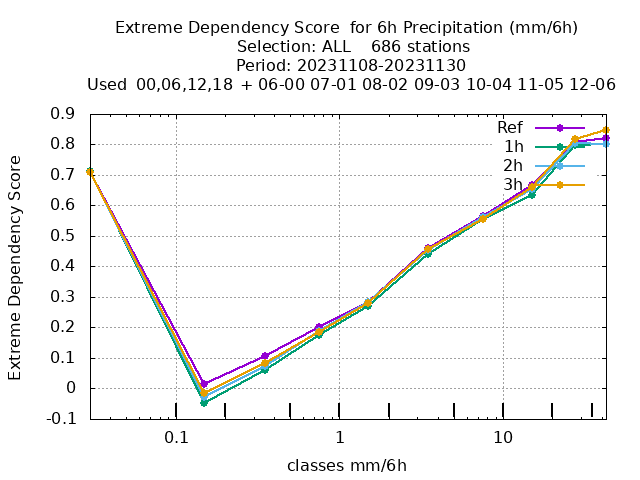 Extreme Dependency Score  for 6h Precipitation (mm/6h)
Selection: ALL    686 stations
Period: 20231108-20231130
Used  00,06,12,18  + 06-00 07-01 08-02 09-03 10-04 11-05 12-06
Extreme Dependency Score
0.9
0.8
0.7
0.6
0.5
0.4
0.3
0.2
0.1
0
-0.1
Ref
1h
2h
3h
0.1
1
10
classes mm/6h